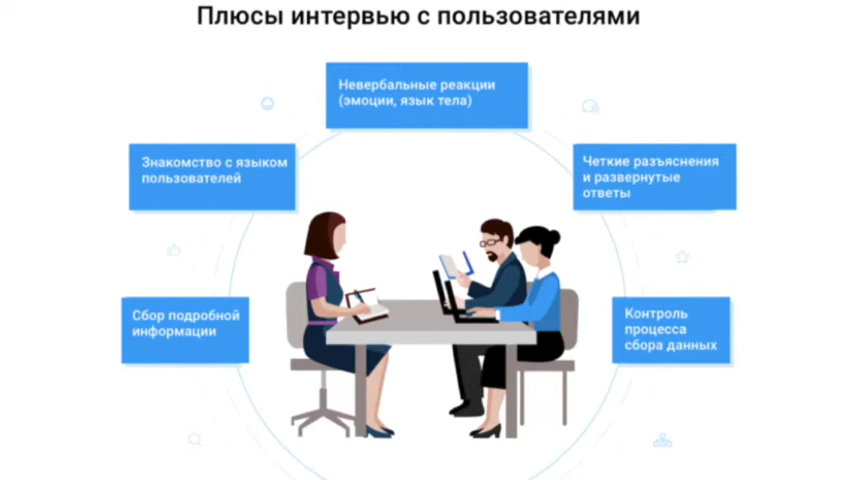 Плюсы интервью с пользователями
Невербальные реакции
(эмоции, язык тела)
Знакомство с языком
пользователей
Четкие разъяснения
и развернутые
ответы
Сбор подробной
информации
Контроль
процесса
сбора данных